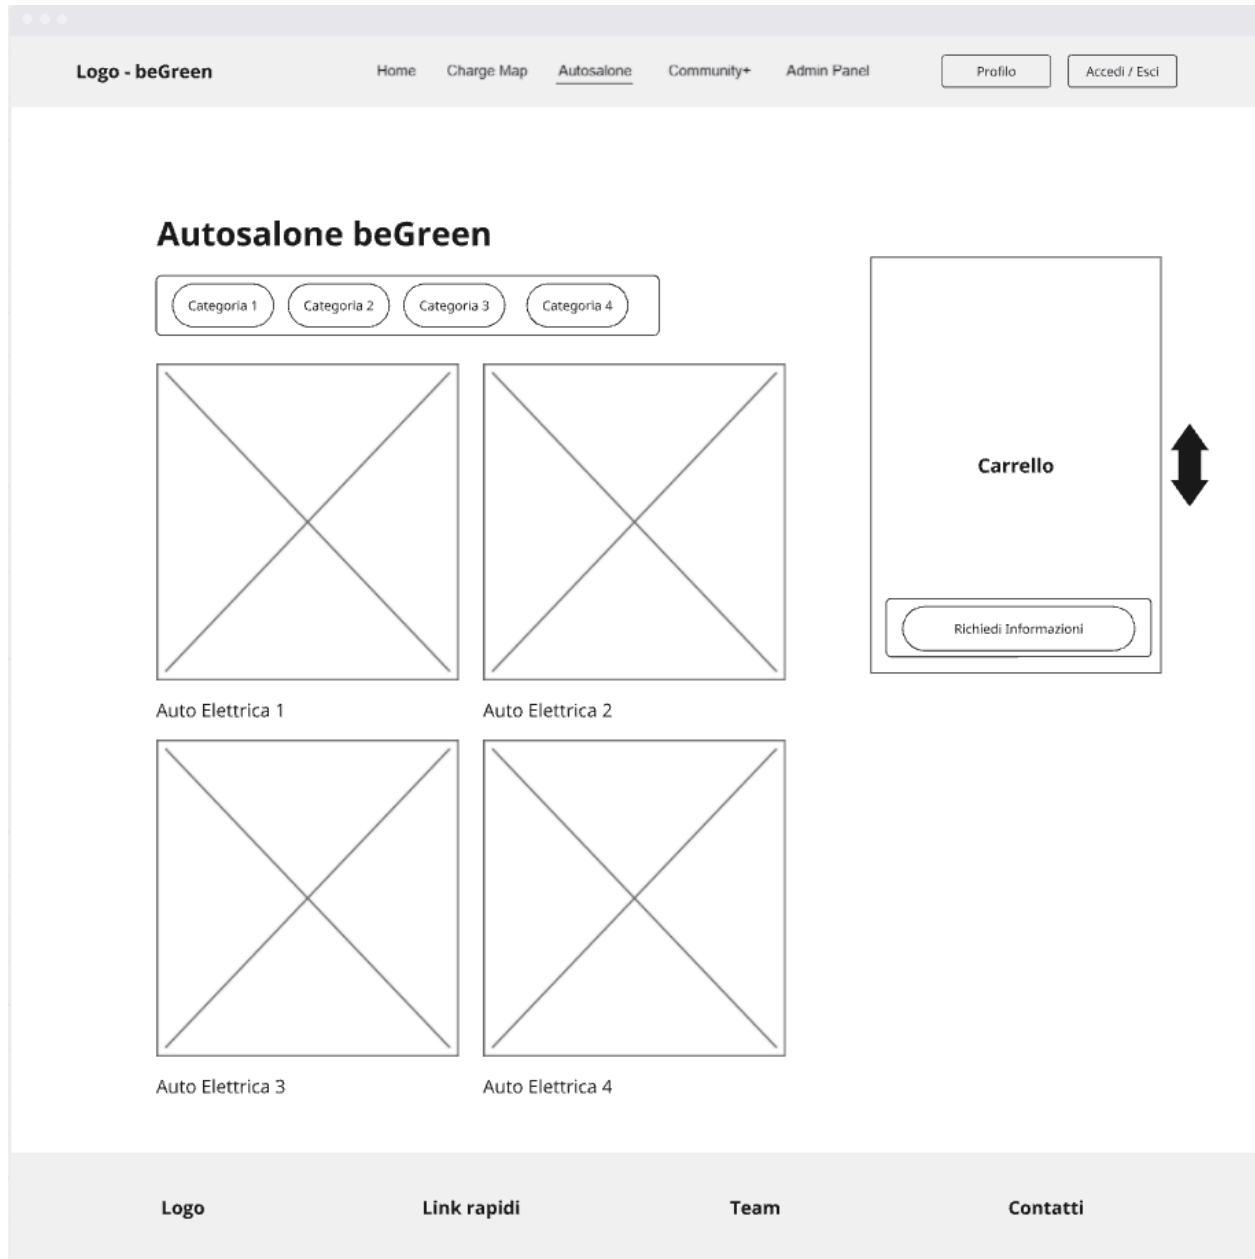 Logo - beGreen
Home Charge Map Autosalone Community+ Admin Panel Profilo Accedi / Esci
Autosalone beGreen
Categoria 1 Categoria 2 Categoria 3 Categoria 4
Carrello
Richiedi Informazioni
Auto Elettrica 1 Auto Elettrica 2
Auto Elettrica 3 Auto Elettrica 4
Logo Link rapidi Team Contatti